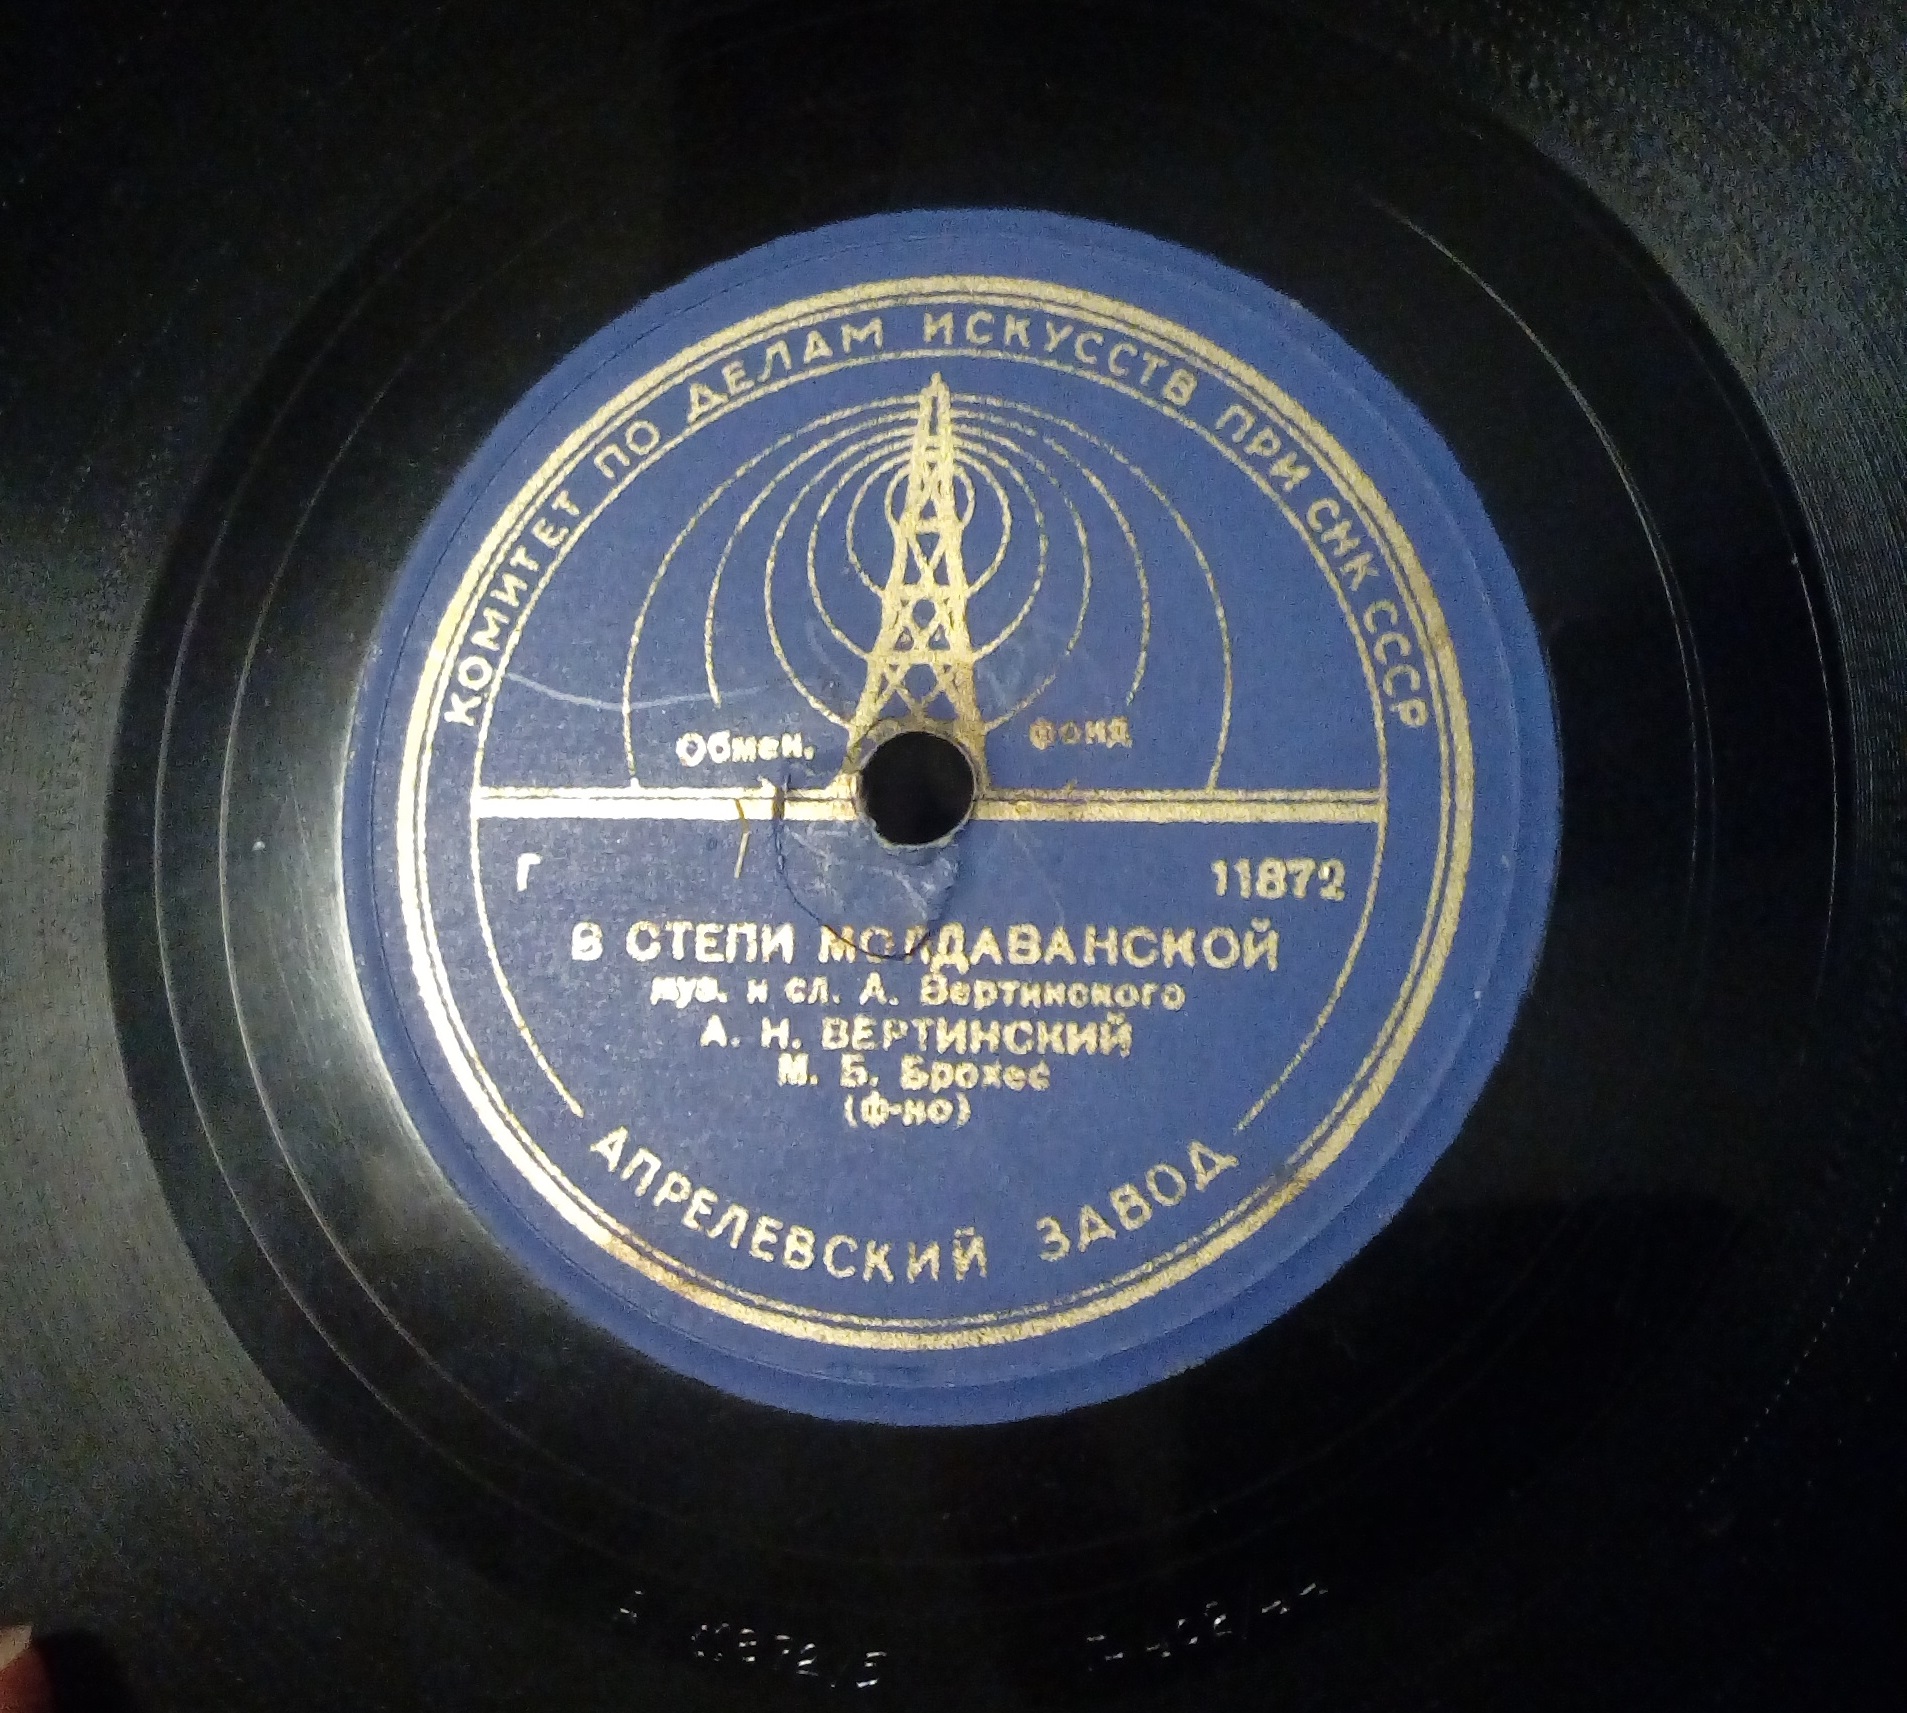 КОМИТЕТ ПО ДЕЛАМ ИСКУССТВ ПРИ СНК СССР
Обмен. фонд
Г 11872
В СТЕПИ МОЛДАВАНСКОЙ
муз. и сл. А. Вертинского
А. Н. ВЕРТИНСКИЙ
М. Б. Брохес
(ф-но)
АПРЕЛЕВСКИЙ ЗАВОД